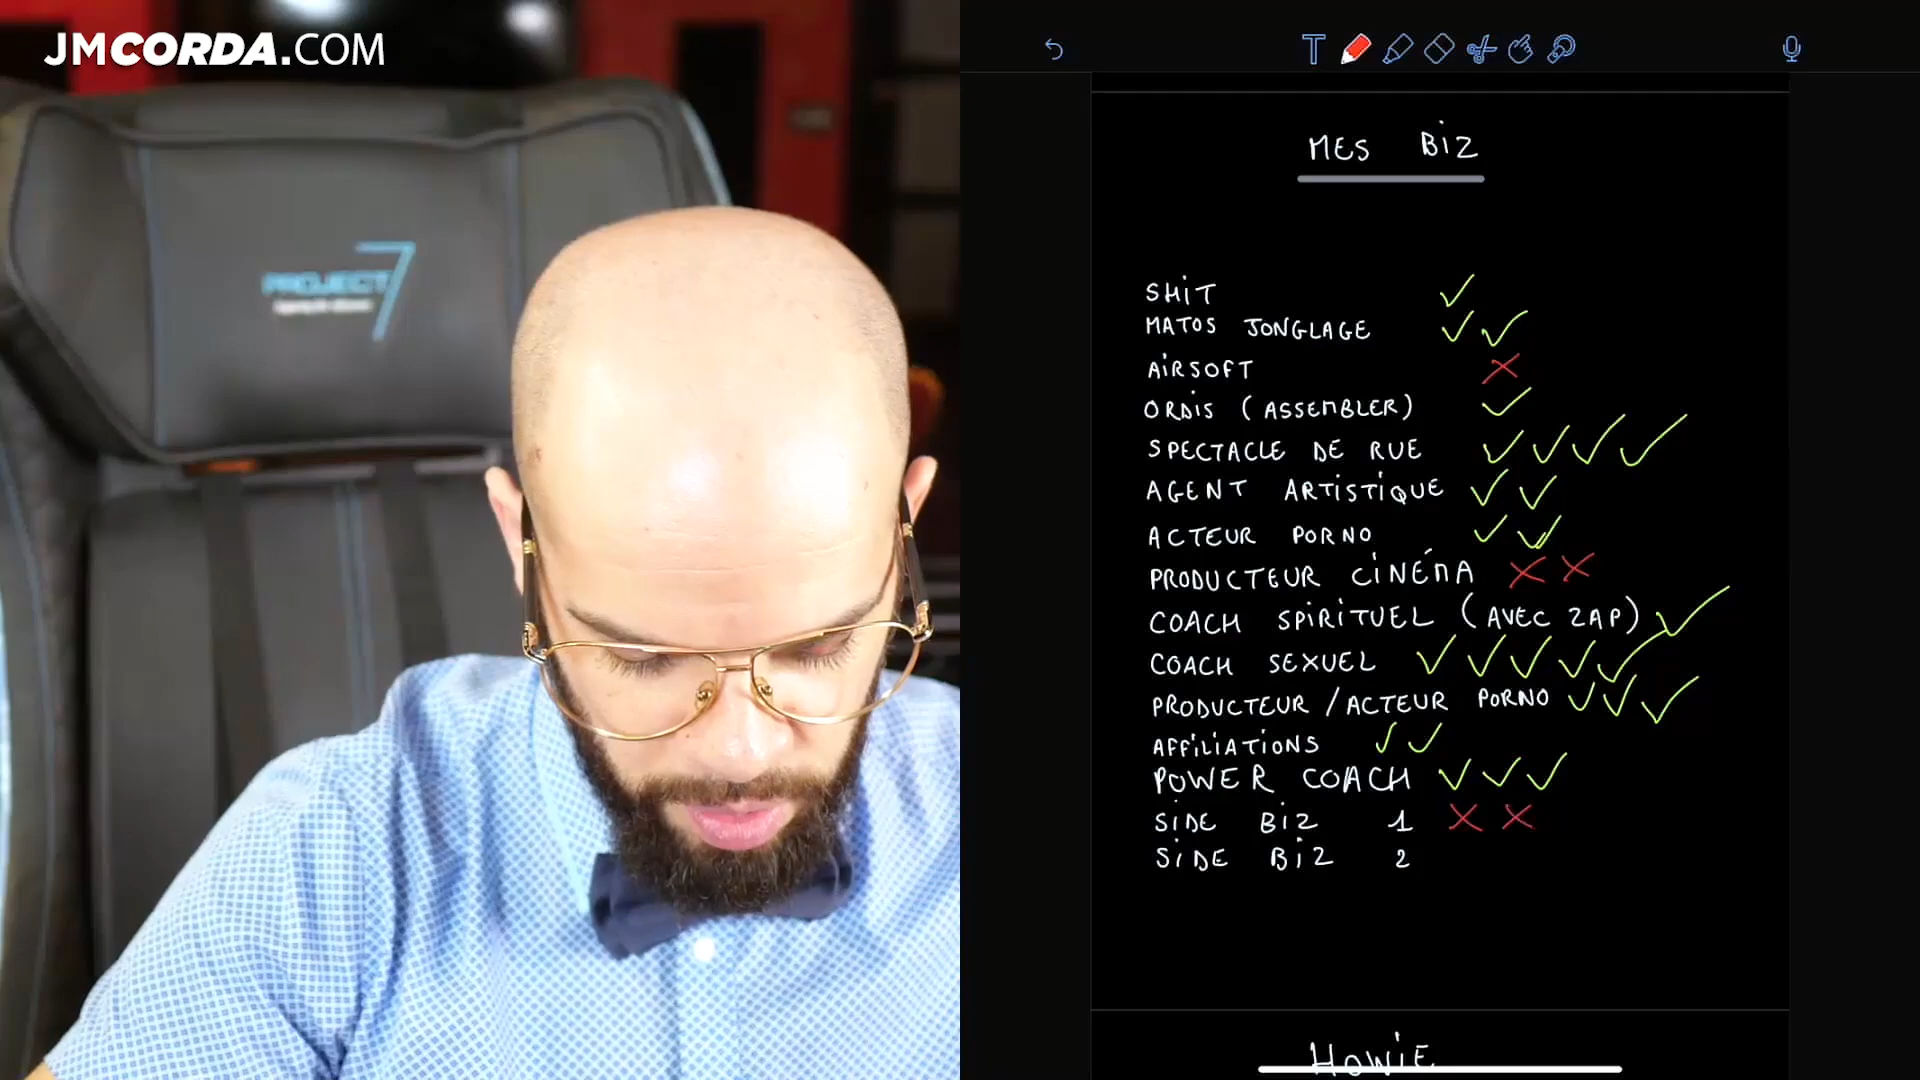 JMCORDA.COM
PROJECT 7
MES BIZ
SHIT
MATOS JONGLAGE
AIRSOFT
ORDIS (ASSEMBLER)
SPECTACLE DE RUE
AGENT ARTISTIQUE
ACTEUR PORNO
PRODUCTEUR CINÉMA
COACH SPIRITUEL (AVEC ZAP)
COACH SEXUEL
PRODUCTEUR / ACTEUR PORNO
AFFILIATIONS
POWER COACH
SIDE BIZ 1
SIDE BIZ 2
HOWIE